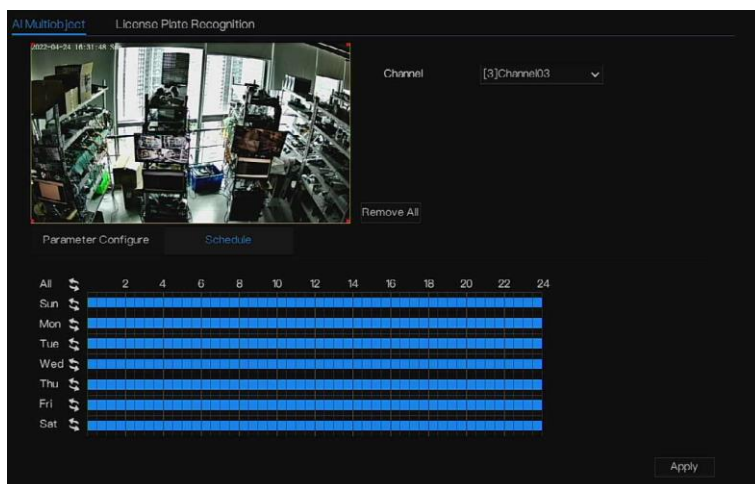 AI Multiobject License Plate Recognition
2022-04-24 16:31:48
Channel [3]Channel03
Remove All
Parameter Configure Schedule
All 2 4 6 8 10 12 14 16 18 20 22 24
Sun
Mon
Tue
Wed
Thu
Fri
Sat
Apply